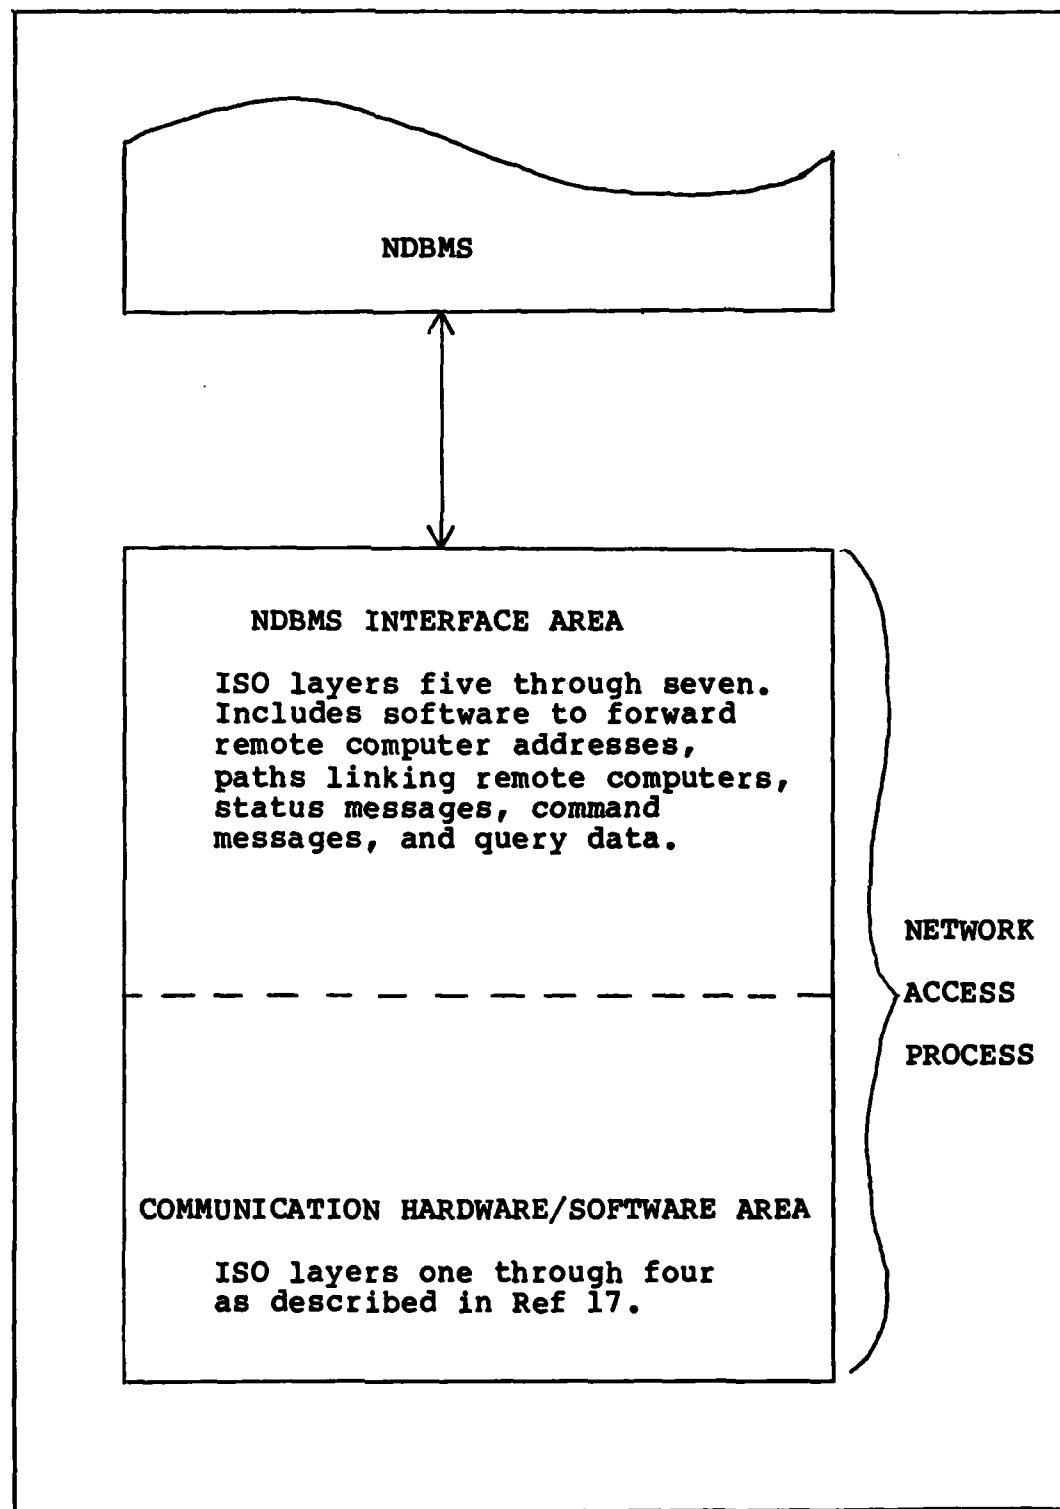 NDBMS
NDBMS INTERFACE AREA
ISO layers five through seven.
Includes software to forward
remote computer addresses,
paths linking remote computers,
status messages, command
messages, and query data.
NETWORK
ACCESS
PROCESS
COMMUNICATION HARDWARE/SOFTWARE AREA
ISO layers one through four
as described in Ref 17.